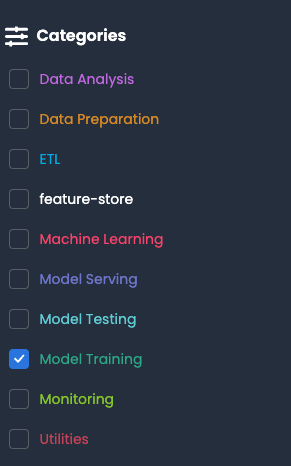 Categories
Data Analysis
Data Preparation
ETL
feature-store
Machine Learning
Model Serving
Model Testing
Model Training
Monitoring
Utilities